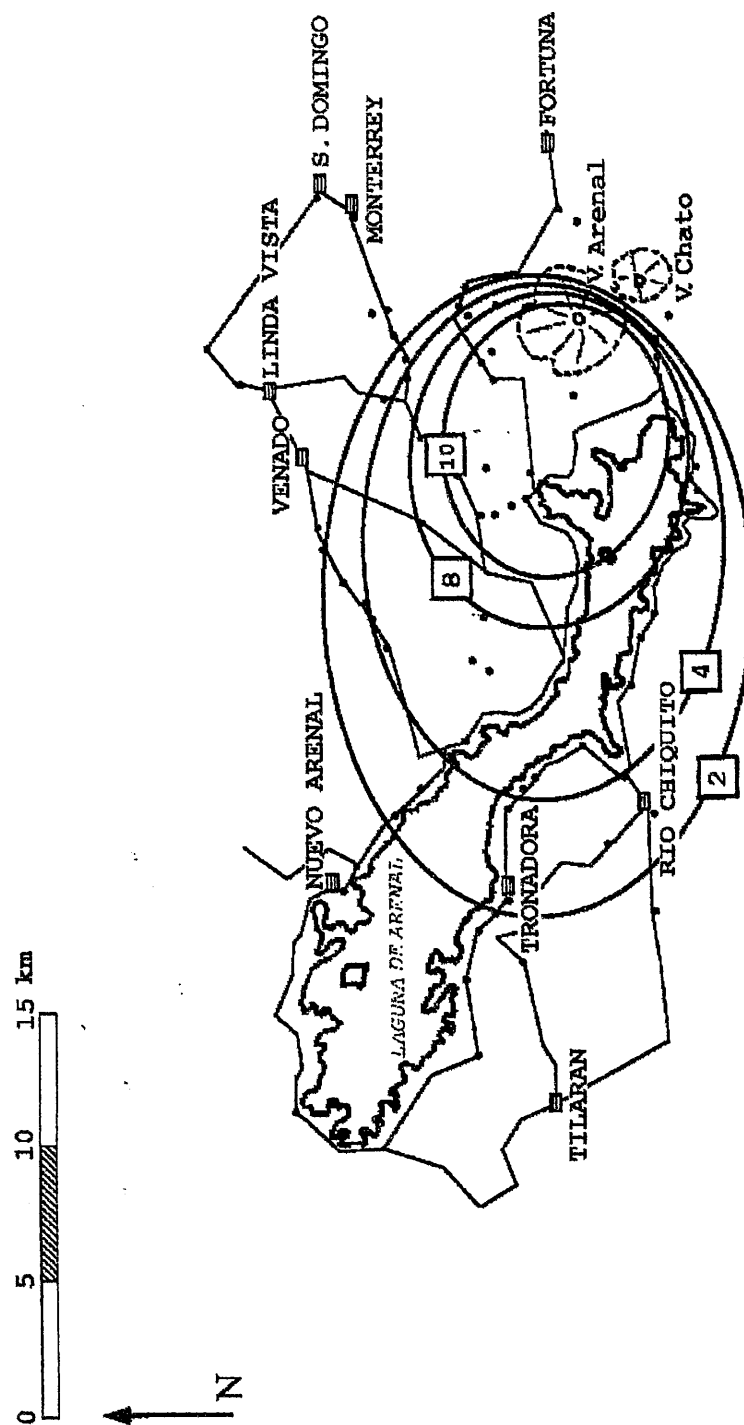 0 5 10 15 km
N
S. DOMINGO
MONTERREY
LINDA VISTA
VENADO
FORTUNA
V. Arenal
V. Chato
NUEVO ARENAL
LAGUNA DE ARENAL
TRONADORA
RIO CHIQUITO
TILARAN
10
8
4
2